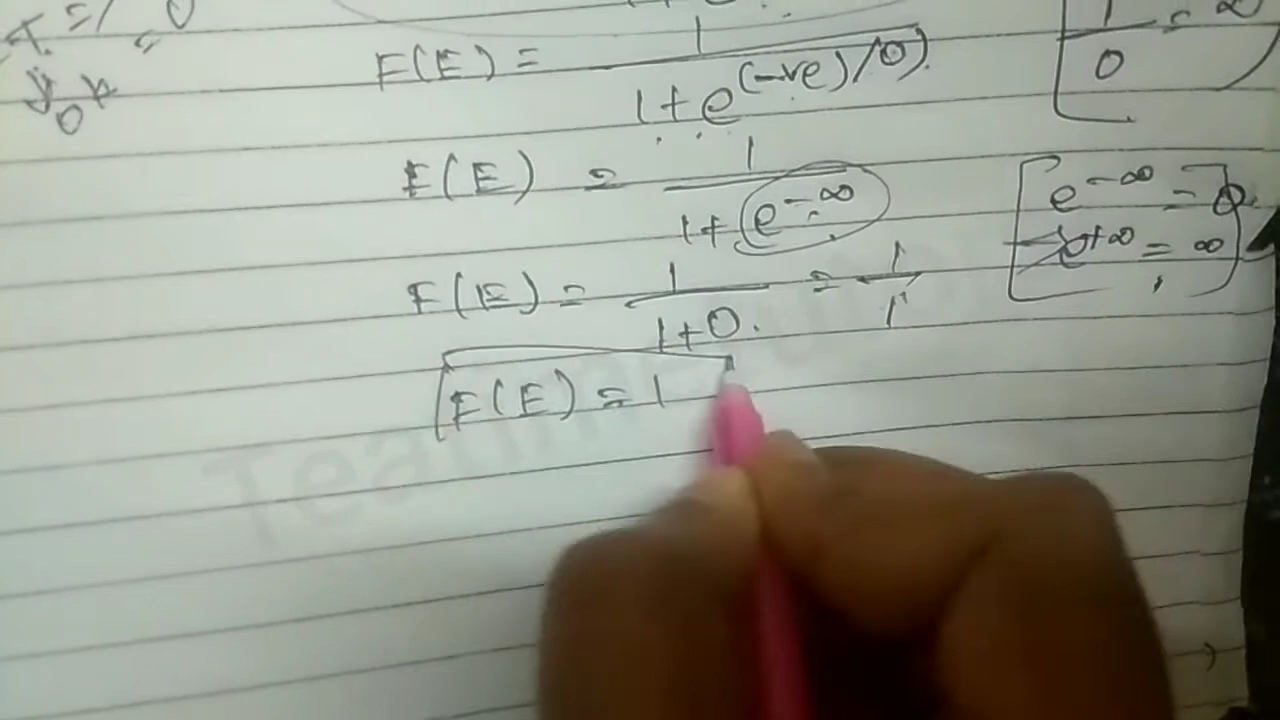 F(E) = 1 / 1+e^(-ve)/0)
1/0 = ∞
F(E) = 1 / 1+e^-∞
[e^-∞ = 0
e^+∞ = ∞]
F(E) = 1 / 1+0. = 1/1
F(E) = 1